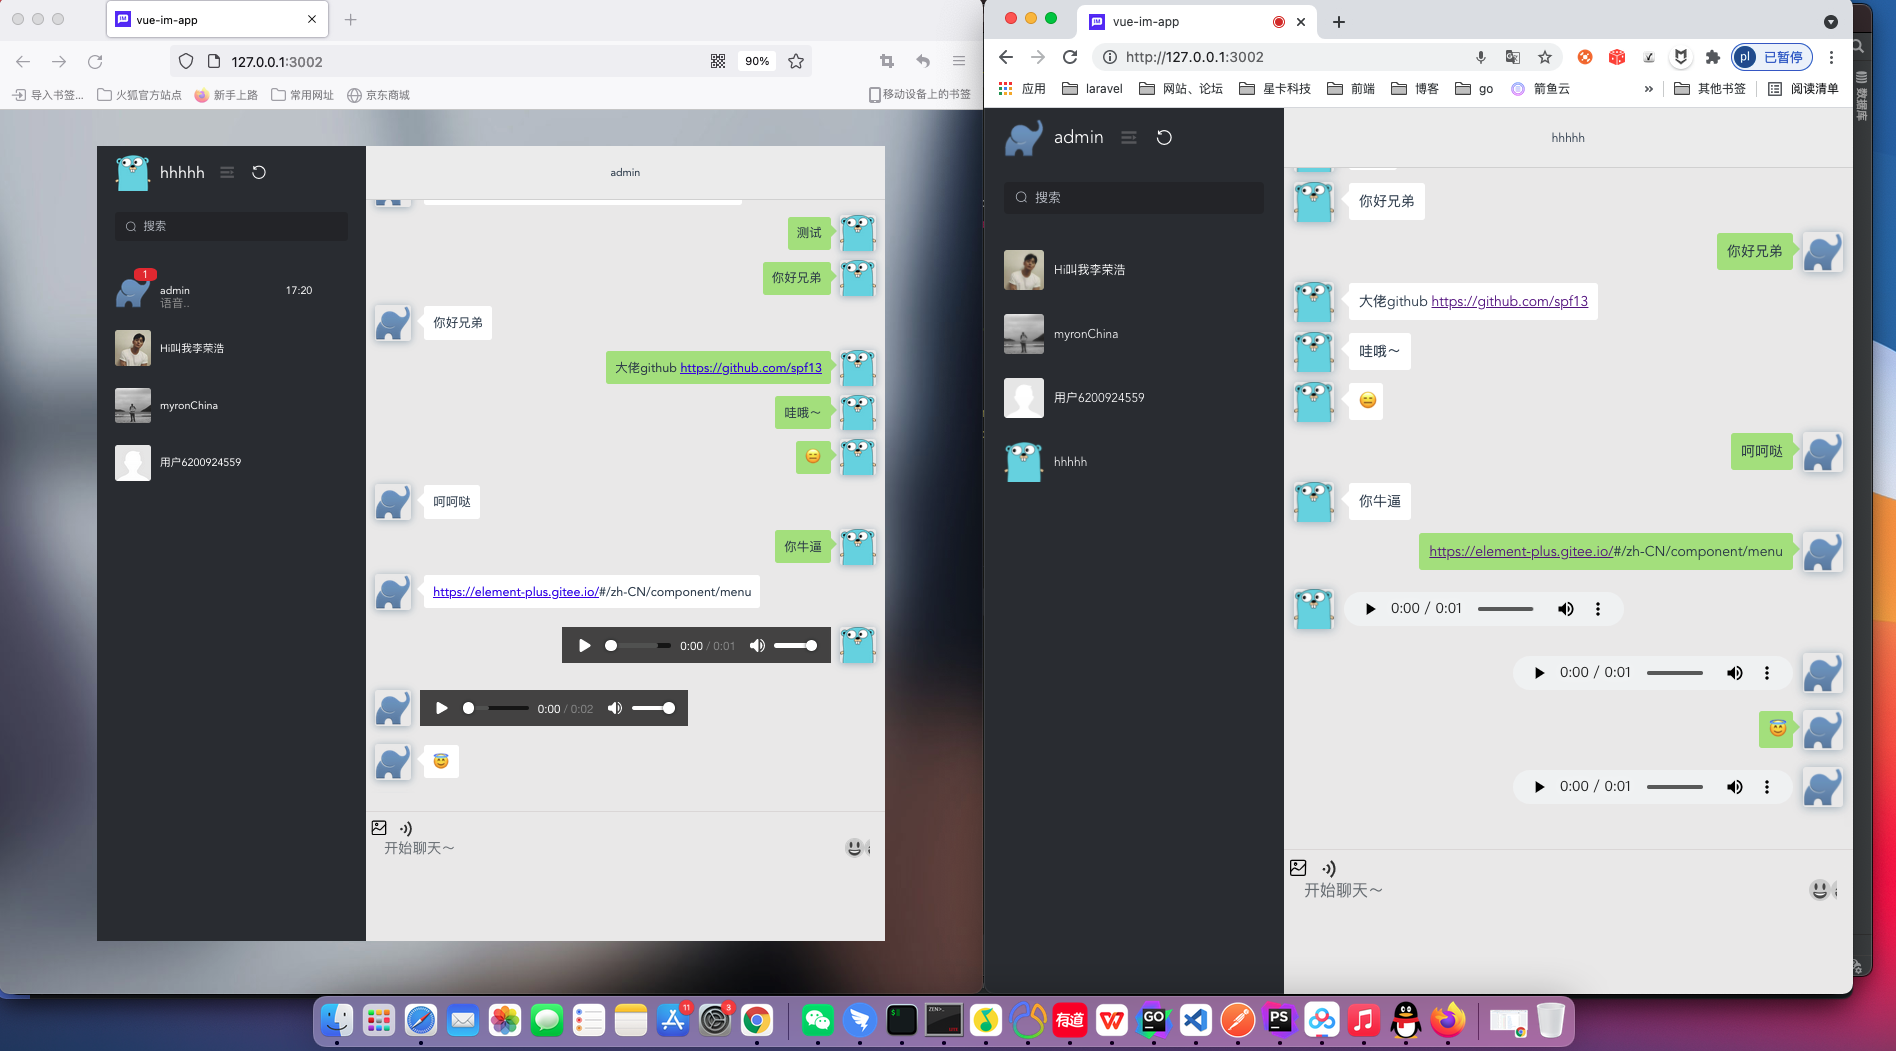 vue-im-app
127.0.0.1:3002
90%
导入书签...
火狐官方站点
新手上路
常用网址
京东商城
移动设备上的书签
hhhhh
搜索
1
admin
17:20
语音..
Hi叫我李荣浩
myronChina
用户6200924559
admin
测试
你好兄弟
你好兄弟
大佬github https://github.com/spf13
哇哦～
呵呵哒
你牛逼
https://element-plus.gitee.io/#/zh-CN/component/menu
0:00 / 0:01
0:00 / 0:02
开始聊天～
vue-im-app
http://127.0.0.1:3002
pl 已暂停
应用
laravel
网站、论坛
星卡科技
前端
博客
go
箭鱼云
»
其他书签
阅读清单
admin
搜索
Hi叫我李荣浩
myronChina
用户6200924559
hhhhh
hhhhh
你好兄弟
你好兄弟
大佬github https://github.com/spf13
哇哦～
呵呵哒
你牛逼
https://element-plus.gitee.io/#/zh-CN/component/menu
0:00 / 0:01
0:00 / 0:01
0:00 / 0:01
开始聊天～
数据库
11
3
有道
GO
PS